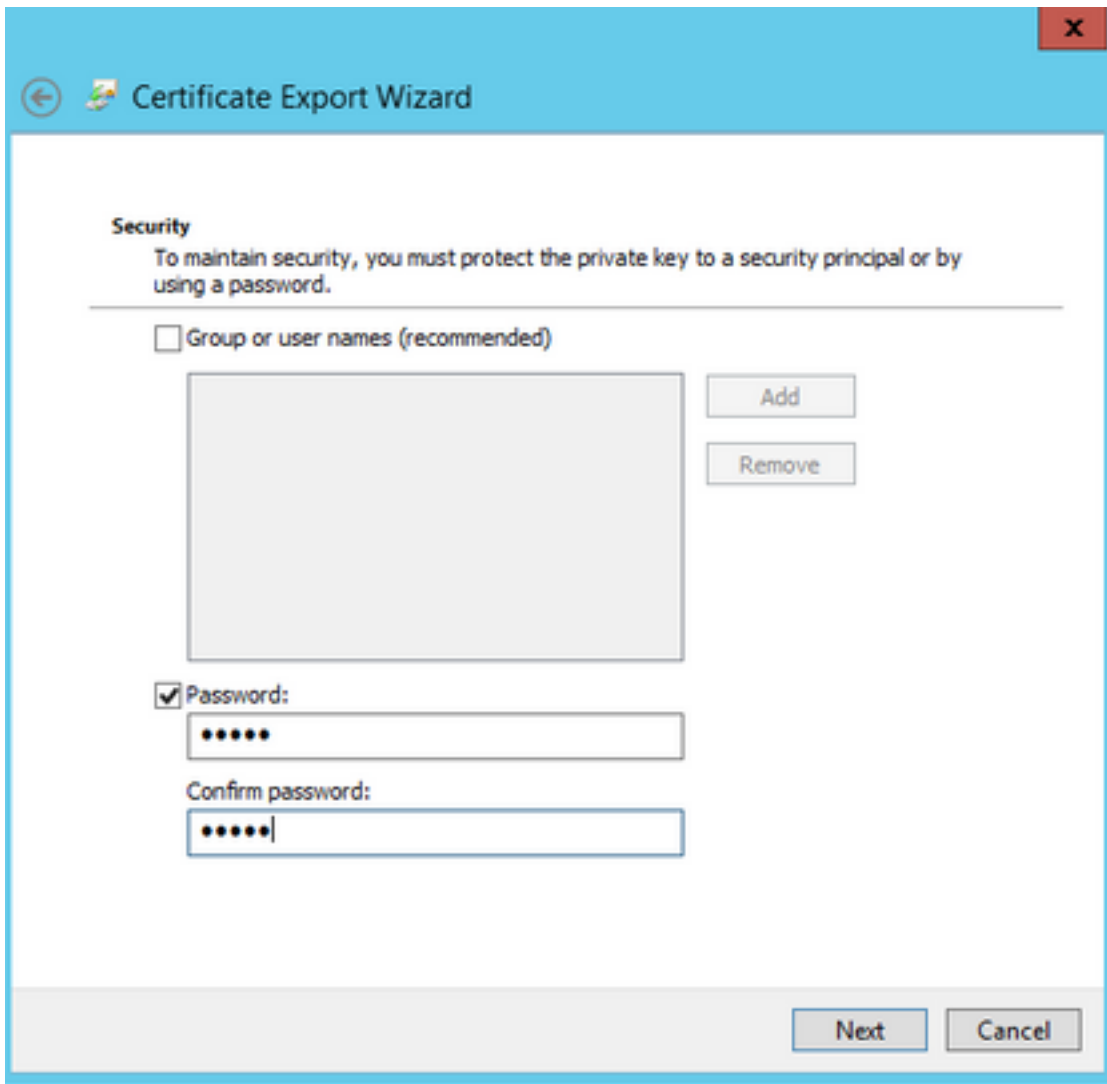 x
Certificate Export Wizard
Security
To maintain security, you must protect the private key to a security principal or by
using a password.
Group or user names (recommended)
Add
Remove
Password:
•••••
Confirm password:
•••••
Next
Cancel